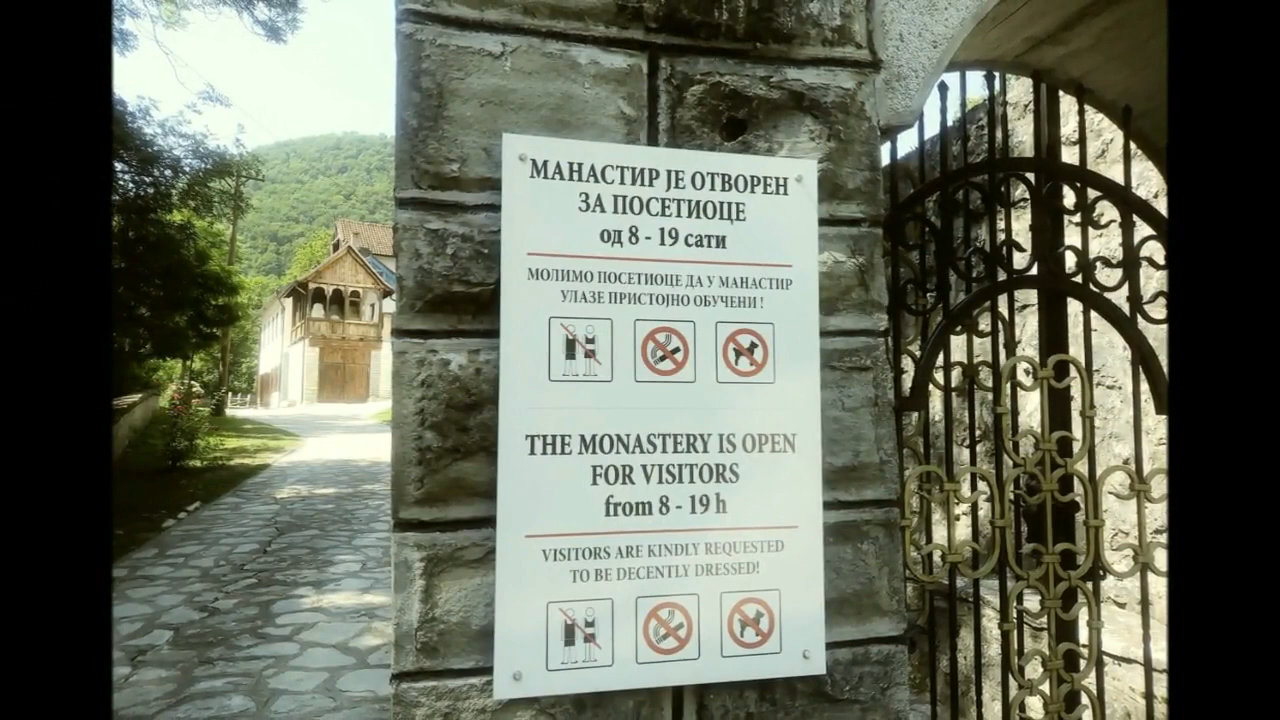 МАНАСТИР ЈЕ ОТВОРЕН
ЗА ПОСЕТИОЦЕ
од 8 - 19 сати
МОЛИМО ПОСЕТИОЦЕ ДА У МАНАСТИР
УЛАЗЕ ПРИСТОЈНО ОБУЧЕНИ !
THE MONASTERY IS OPEN
FOR VISITORS
from 8 - 19 h
VISITORS ARE KINDLY REQUESTED
TO BE DECENTLY DRESSED!